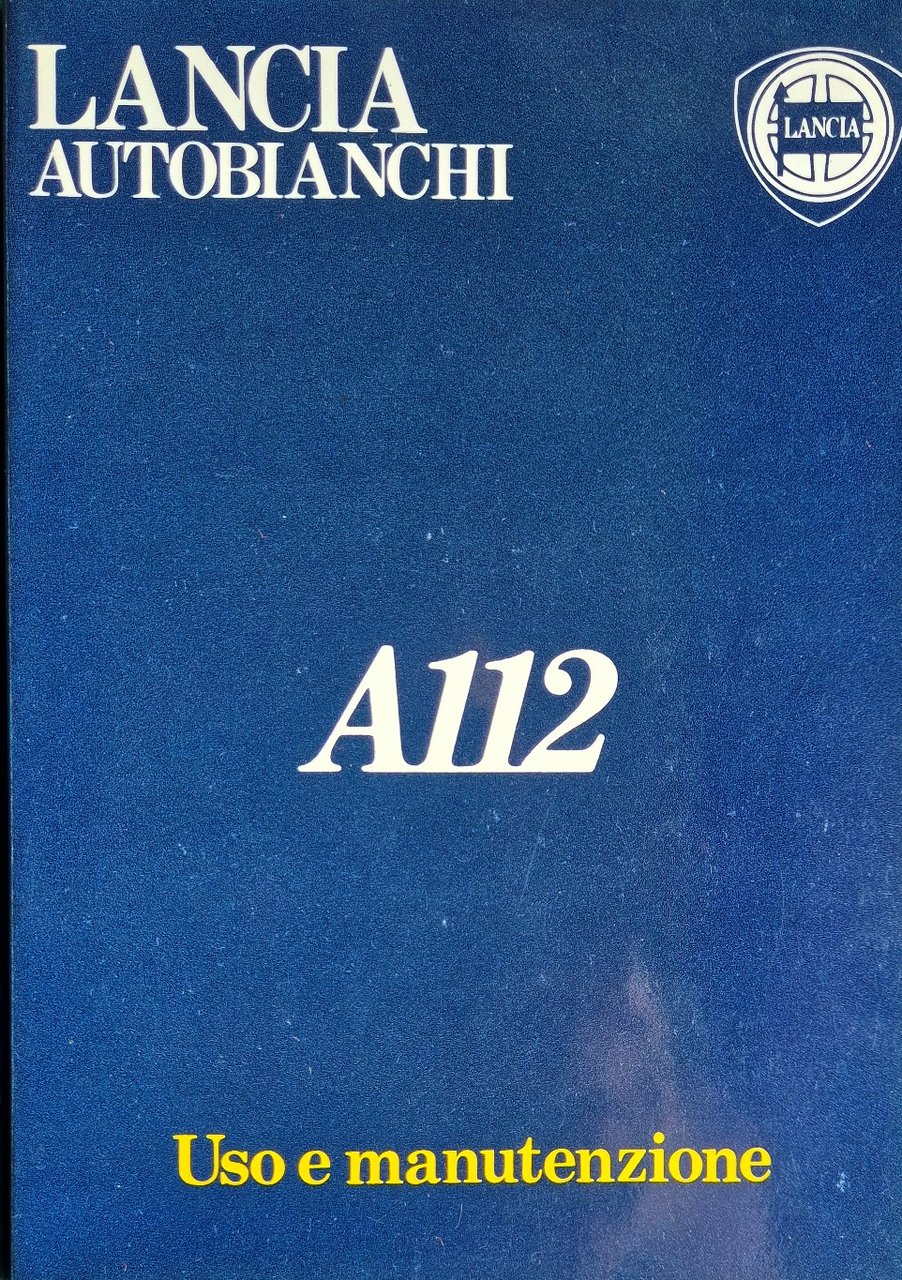 LANCIA
AUTOBIANCHI
LANCIA
A112
Uso e manutenzione